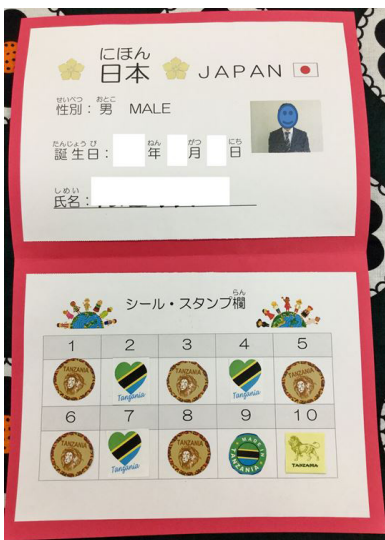 にほん
日本 JAPAN
せいべつ おとこ
性別：男 MALE
たんじょう び ねん がつ にち
誕生日： 年 月 日
しめい
氏名：
らん
シール・スタンプ欄
1 2 3 4 5
TANZANIA Tanzania TANZANIA Tanzania TANZANIA
6 7 8 9 10
TANZANIA Tanzania TANZANIA MADE IN TANZANIA TANZANIA